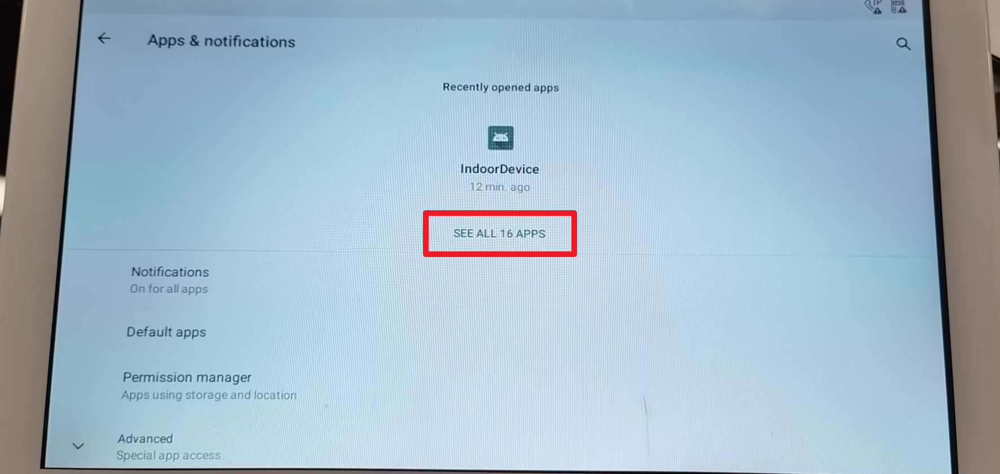 IP
Apps & notifications
Recently opened apps
IndoorDevice
12 min. ago
SEE ALL 16 APPS
Notifications
On for all apps
Default apps
Permission manager
Apps using storage and location
Advanced
Special app access